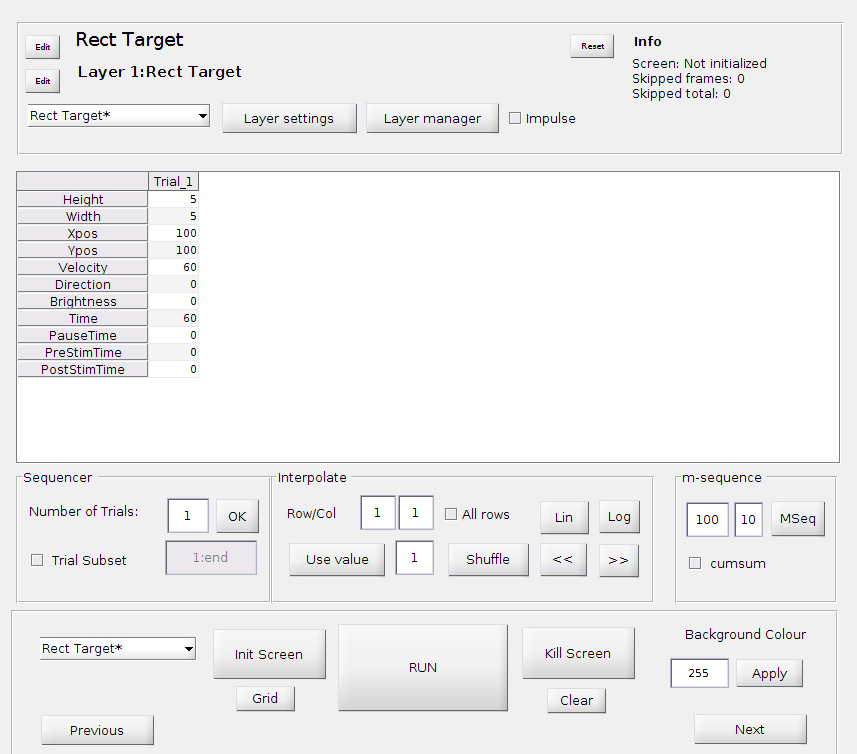 Edit
Rect Target
Reset
Info
Edit
Layer 1:Rect Target
Screen: Not initialized
Skipped frames: 0
Skipped total: 0
Rect Target*
Layer settings
Layer manager
Impulse
Trial_1
Height 5
Width 5
Xpos 100
Ypos 100
Velocity 60
Direction 0
Brightness 0
Time 60
PauseTime 0
PreStimTime 0
PostStimTime 0
Sequencer
Number of Trials: 1 OK
Trial Subset 1:end
Interpolate
Row/Col 1 1 All rows Lin Log
Use value 1 Shuffle << >>
m-sequence
100 10 MSeq
cumsum
Rect Target*
Init Screen
Grid
RUN
Kill Screen
Clear
Background Colour
255 Apply
Previous
Next